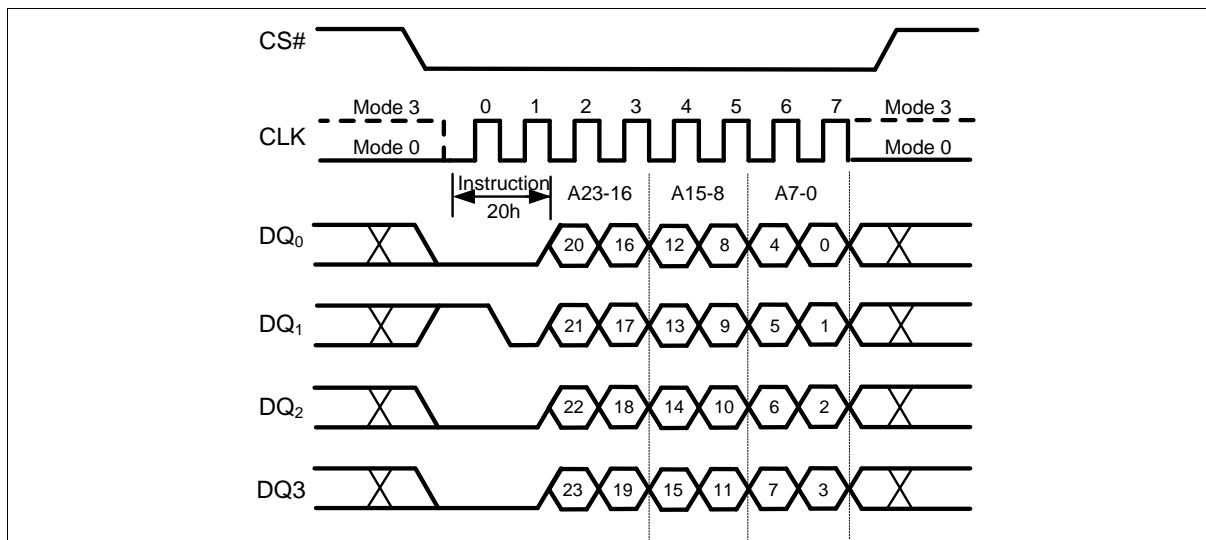 CS#
Mode 3 0 1 2 3 4 5 6 7 Mode 3
CLK
Mode 0 Mode 0
Instruction A23-16 A15-8 A7-0
20h
DQ0 20 16 12 8 4 0
DQ1 21 17 13 9 5 1
DQ2 22 18 14 10 6 2
DQ3 23 19 15 11 7 3